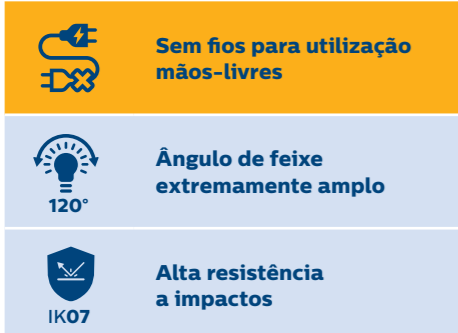 Sem fios para utilização
mãos-livres
Ângulo de feixe
extremamente amplo
120°
Alta resistência
a impactos
IK07